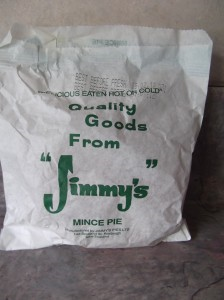 DELICIOUS EATEN HOT OR COLD"
Quality
Goods
From
"Jimmy's"
MINCE PIE